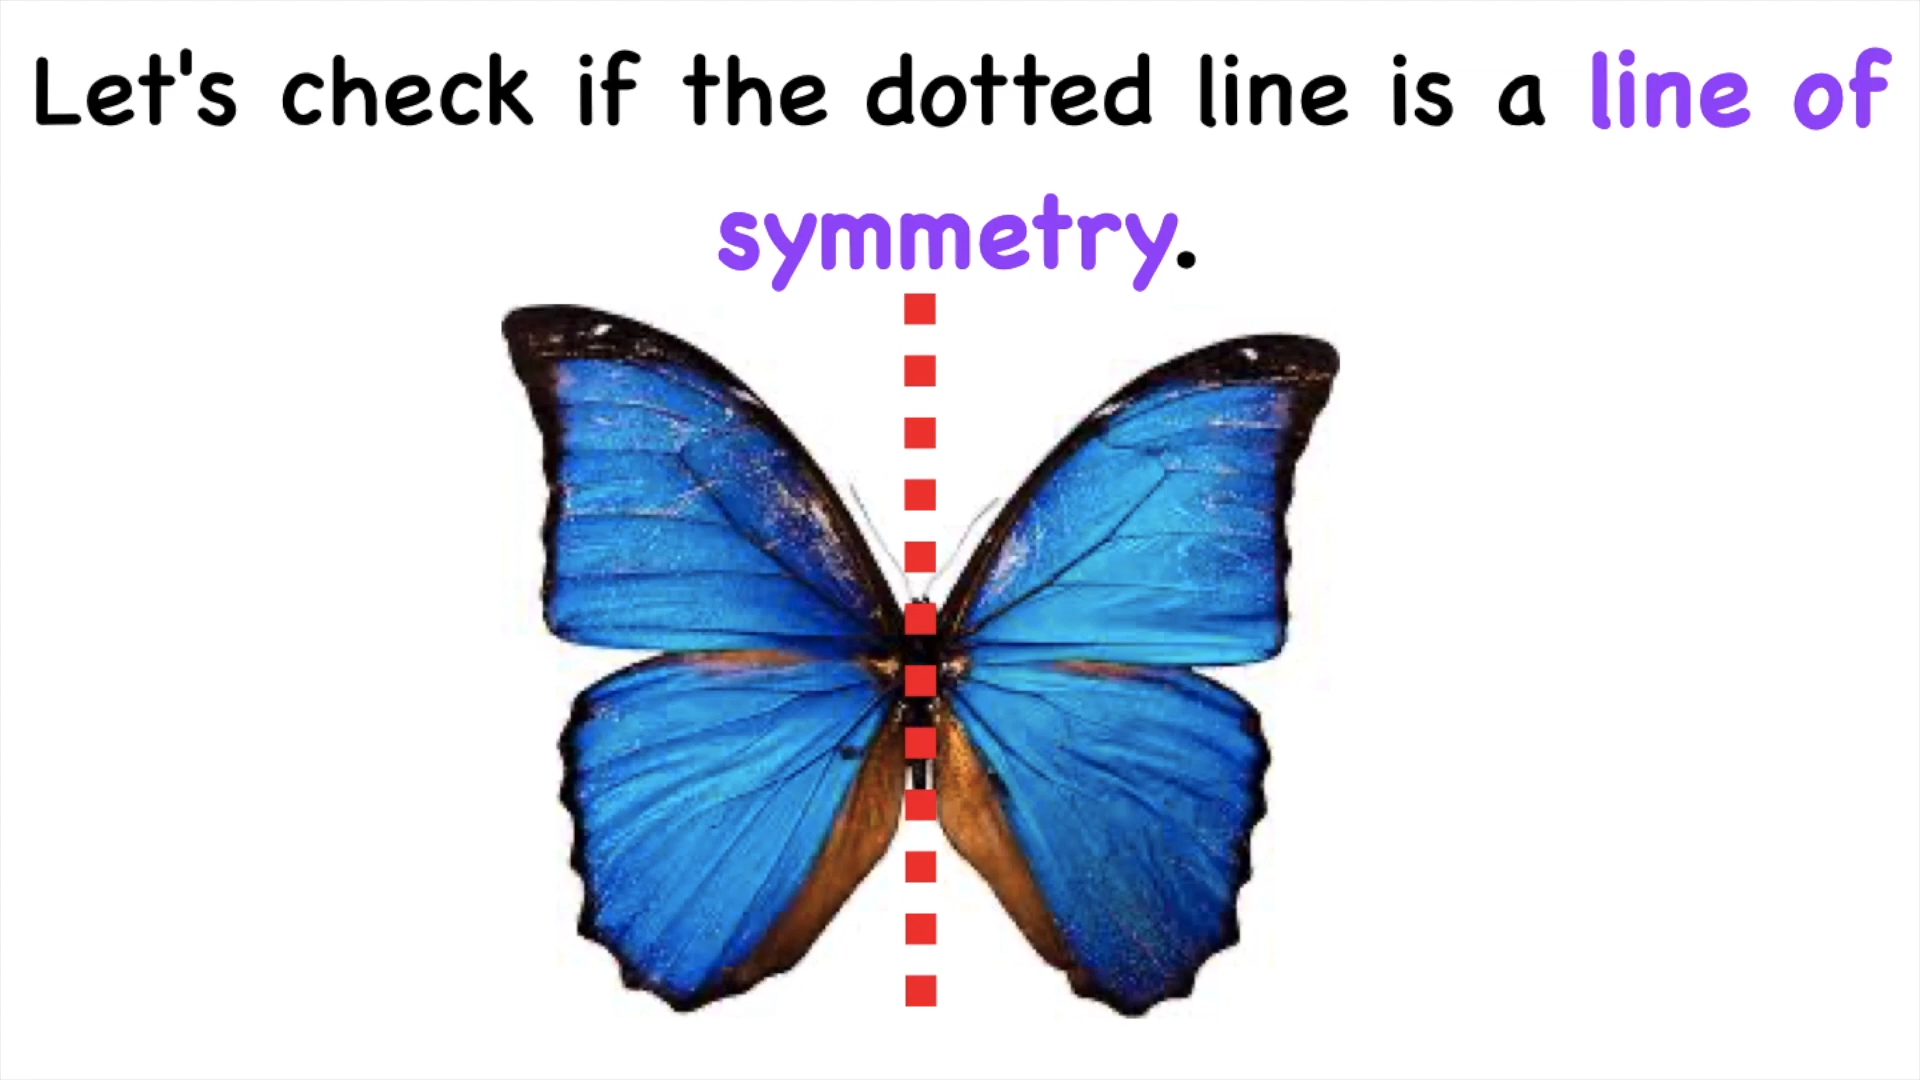 Let's check if the dotted line is a line of
symmetry.